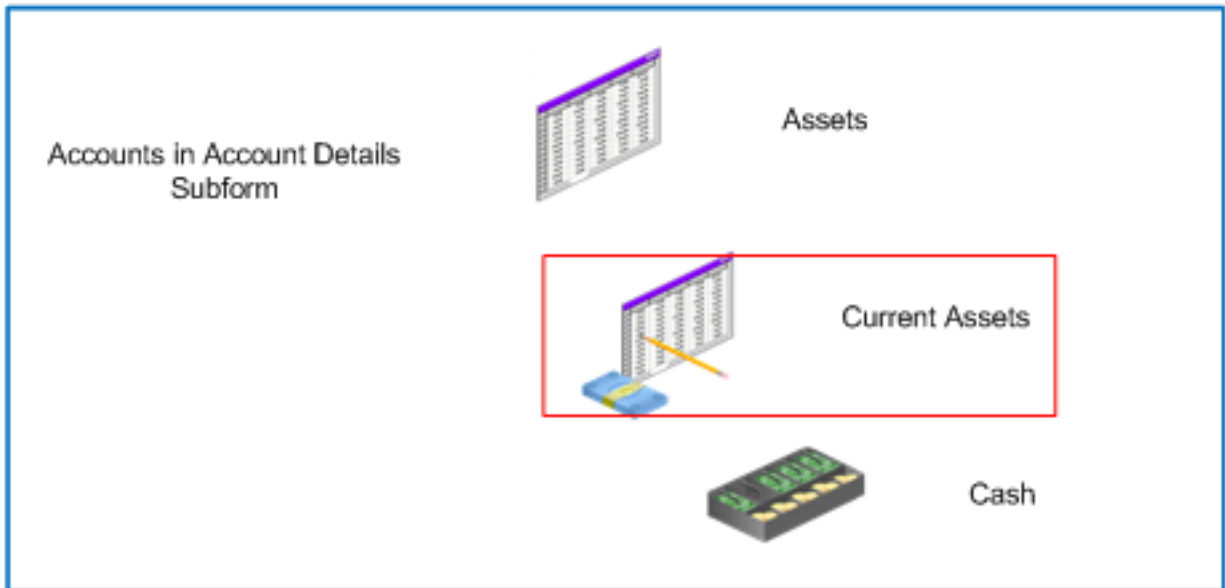 Assets
Accounts in Account Details
Subform
Current Assets
Cash